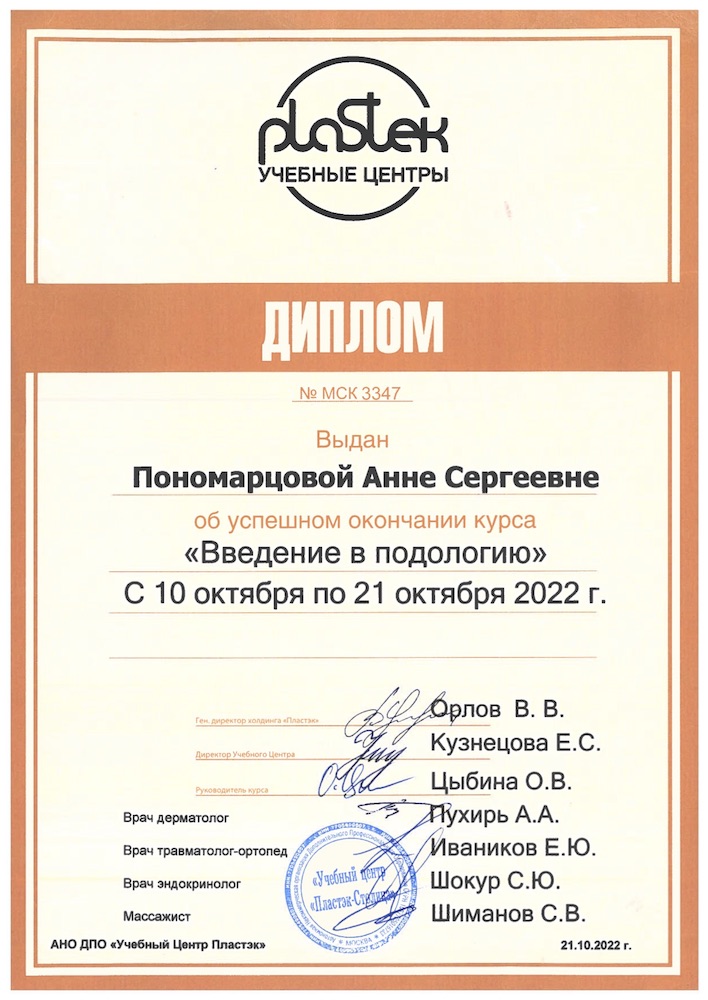 plastek
УЧЕБНЫЕ ЦЕНТРЫ
ДИПЛОМ
№ МСК 3347
Выдан
Пономарцовой Анне Сергеевне
об успешном окончании курса
«Введение в подологию»
С 10 октября по 21 октября 2022 г.
Ген. директор холдинга «Пластэк» Орлов В. В.
Директор Учебного Центра Кузнецова Е.С.
Руководитель курса Цыбина О.В.
Врач дерматолог Пухирь А.А.
Врач травматолог-ортопед Иваников Е.Ю.
Врач эндокринолог Шокур С.Ю.
Массажист Шиманов С.В.
«Учебный центр
«Пластэк-Столица»
МОСКВА
АНО ДПО «Учебный Центр Пластэк» 21.10.2022 г.